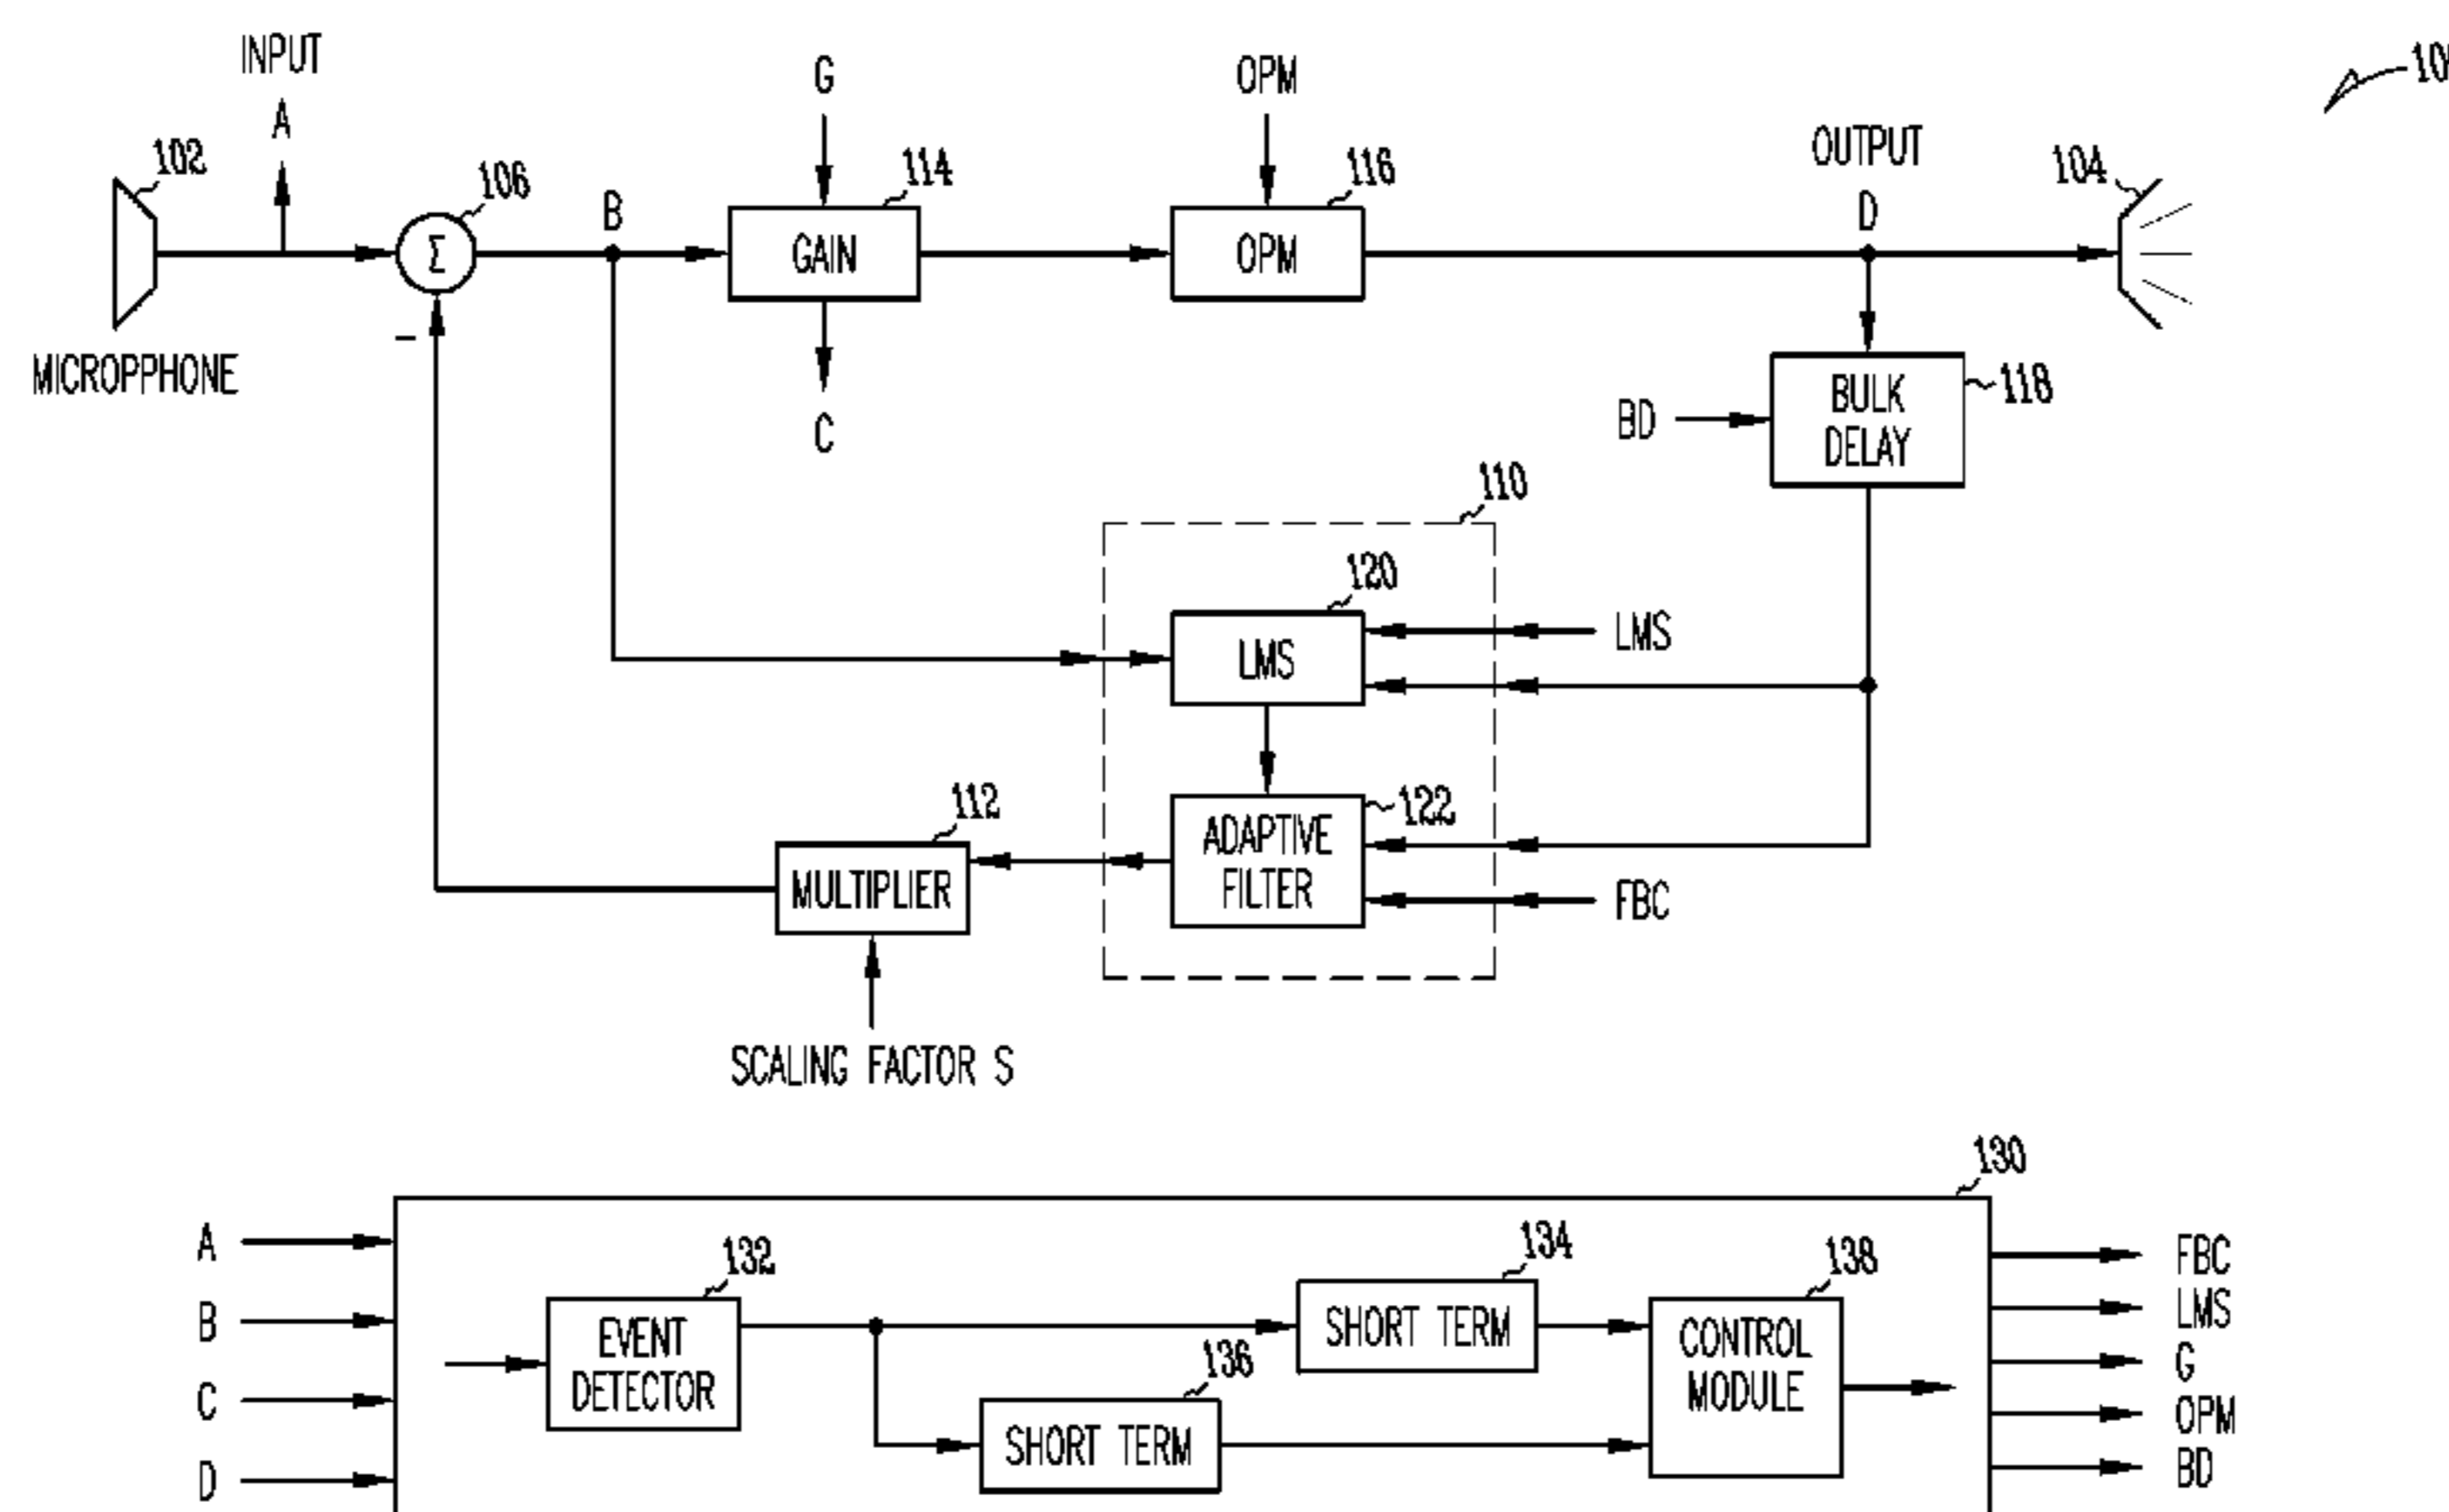 INPUT
A
G
OPM
10
102
106
B
114
GAIN
116
OPM
OUTPUT
D
104
MICROPPHONE
Σ
–
C
BD
BULK
DELAY
118
110
120
LMS
LMS
112
MULTIPLIER
ADAPTIVE
FILTER
122
FBC
SCALING FACTOR S
130
A
B
C
D
132
EVENT
DETECTOR
134
SHORT TERM
136
SHORT TERM
138
CONTROL
MODULE
FBC
LMS
G
OPM
BD